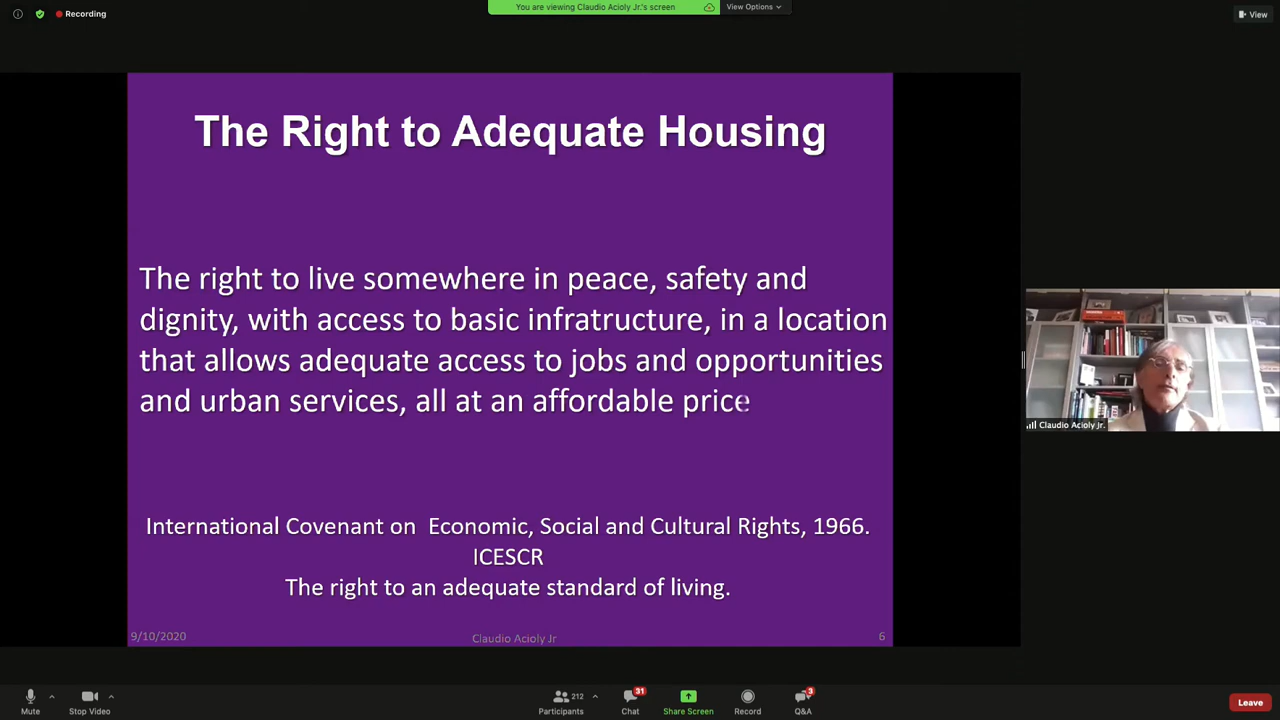 Recording
You are viewing Claudio Acioly Jr.'s screen
View Options
View
The Right to Adequate Housing
The right to live somewhere in peace, safety and
dignity, with access to basic infratructure, in a location
that allows adequate access to jobs and opportunities
and urban services, all at an affordable price
International Covenant on Economic, Social and Cultural Rights, 1966.
ICESCR
The right to an adequate standard of living.
9/10/2020
Claudio Acioly Jr
6
Claudio Acioly Jr.
Mute
Stop Video
212
Participants
31
Chat
Share Screen
Record
3
Q&A
Leave